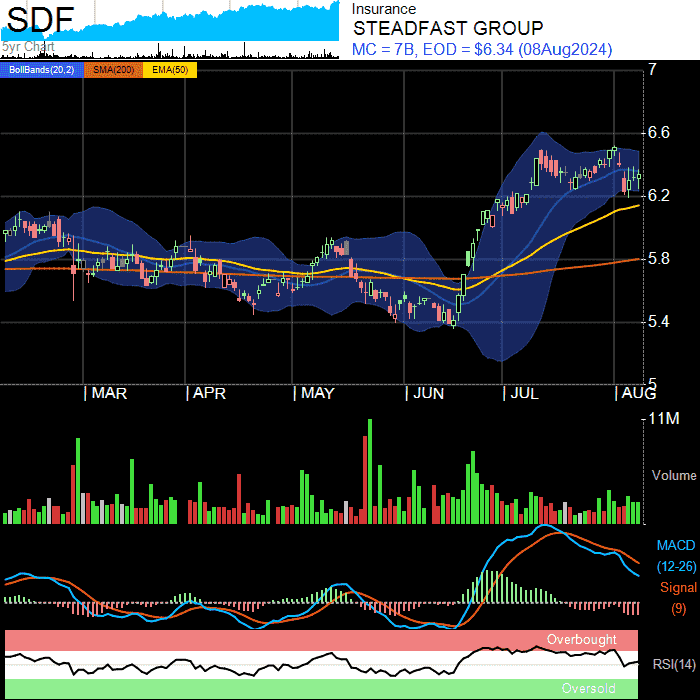 SDF
5yr Chart
Insurance
STEADFAST GROUP
MC = 7B, EOD = $6.34 (08Aug2024)
BollBands(20,2) SMA(200) EMA(50)
7
6.6
6.2
5.8
5.4
5
| MAR | APR | MAY | JUN | JUL | AUG
11M
Volume
MACD
(12-26)
Signal
(9)
Overbought
RSI(14)
Oversold